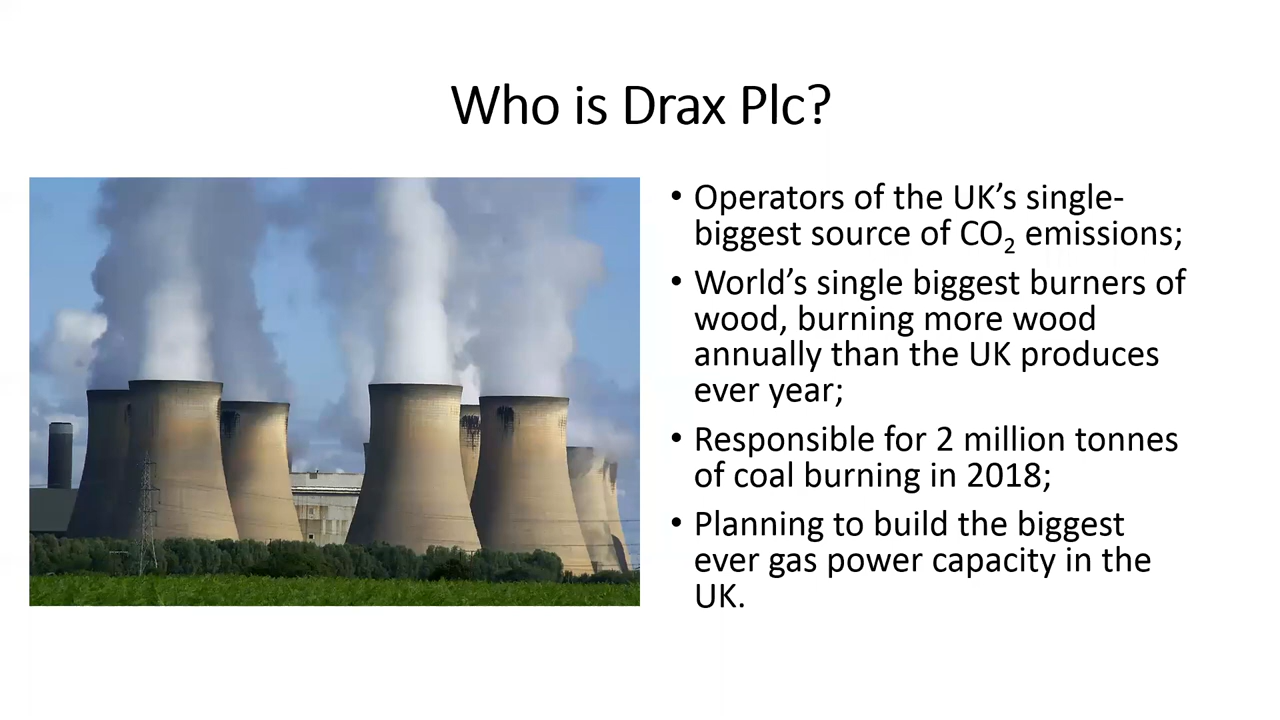 Who is Drax Plc?
• Operators of the UK’s single-
biggest source of CO₂ emissions;
• World’s single biggest burners of
wood, burning more wood
annually than the UK produces
ever year;
• Responsible for 2 million tonnes
of coal burning in 2018;
• Planning to build the biggest
ever gas power capacity in the
UK.